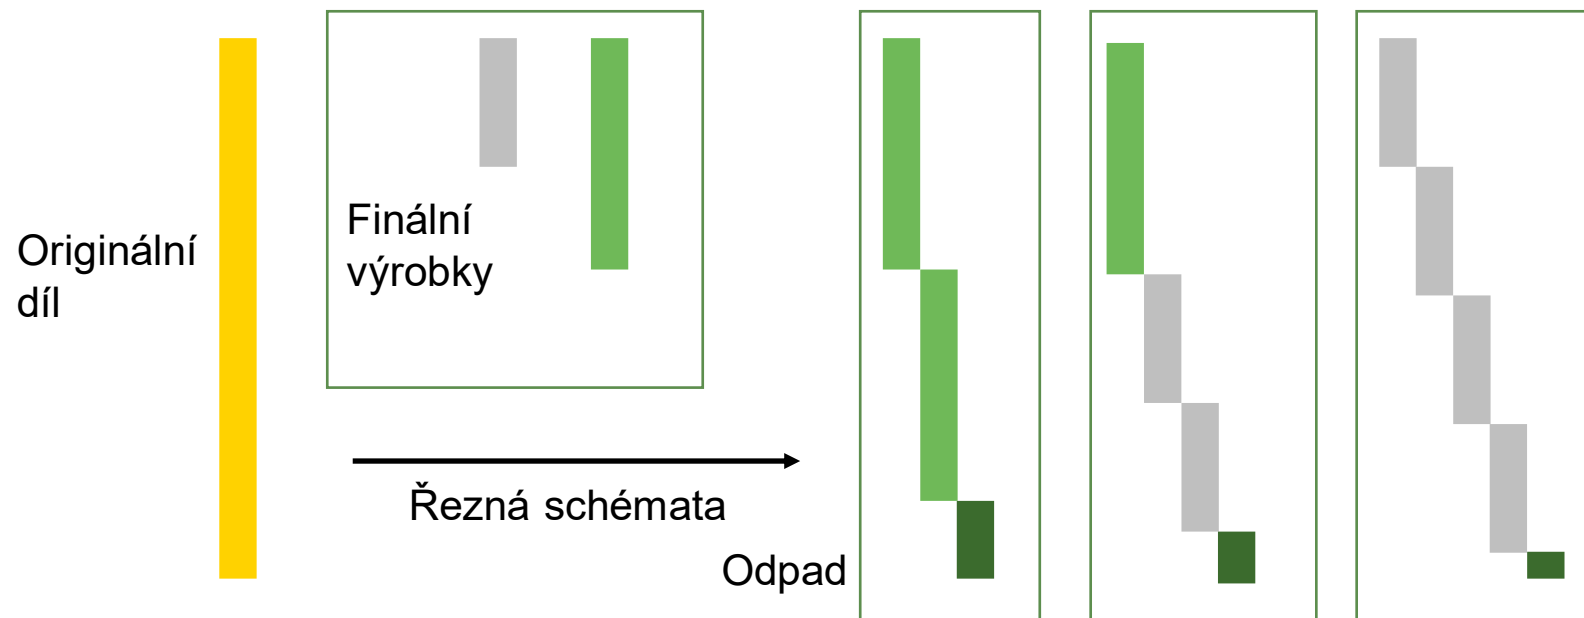 Originální
díl
Finální
výrobky
Řezná schémata
Odpad